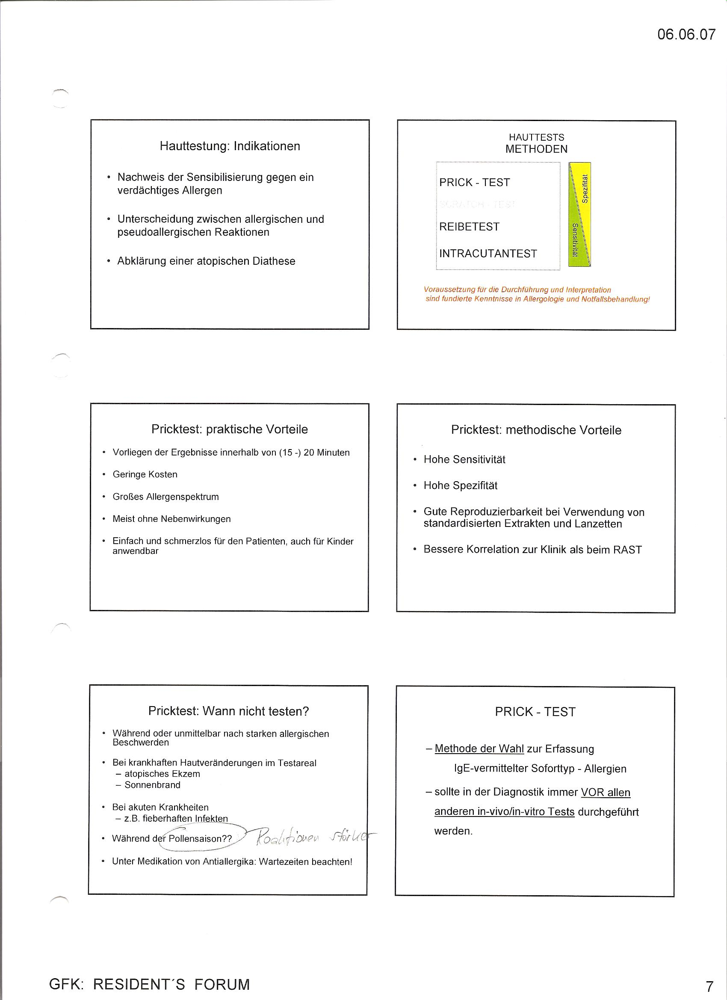 06.06.07
Hauttestung: Indikationen
• Nachweis der Sensibilisierung gegen ein
verdächtiges Allergen
• Unterscheidung zwischen allergischen und
pseudoallergischen Reaktionen
• Abklärung einer atopischen Diathese
HAUTTESTS
METHODEN
PRICK - TEST
SCRATCH - TEST
REIBETEST
INTRACUTANTEST
Spezifität
Sensitivität
Voraussetzung für die Durchführung und Interpretation
sind fundierte Kenntnisse in Allergologie und Notfallsbehandlung!
Pricktest: praktische Vorteile
• Vorliegen der Ergebnisse innerhalb von (15 -) 20 Minuten
• Geringe Kosten
• Großes Allergenspektrum
• Meist ohne Nebenwirkungen
• Einfach und schmerzlos für den Patienten, auch für Kinder
anwendbar
Pricktest: methodische Vorteile
• Hohe Sensitivität
• Hohe Spezifität
• Gute Reproduzierbarkeit bei Verwendung von
standardisierten Extrakten und Lanzetten
• Bessere Korrelation zur Klinik als beim RAST
Pricktest: Wann nicht testen?
• Während oder unmittelbar nach starken allergischen
Beschwerden
• Bei krankhaften Hautveränderungen im Testareal
– atopisches Ekzem
– Sonnenbrand
• Bei akuten Krankheiten
– z.B. fieberhaften Infekten
• Während der Pollensaison?? Reaktionen stärker
• Unter Medikation von Antiallergika: Wartezeiten beachten!
PRICK - TEST
– Methode der Wahl zur Erfassung
IgE-vermittelter Soforttyp - Allergien
– sollte in der Diagnostik immer VOR allen
anderen in-vivo/in-vitro Tests durchgeführt
werden.
GFK: RESIDENT´S FORUM
7